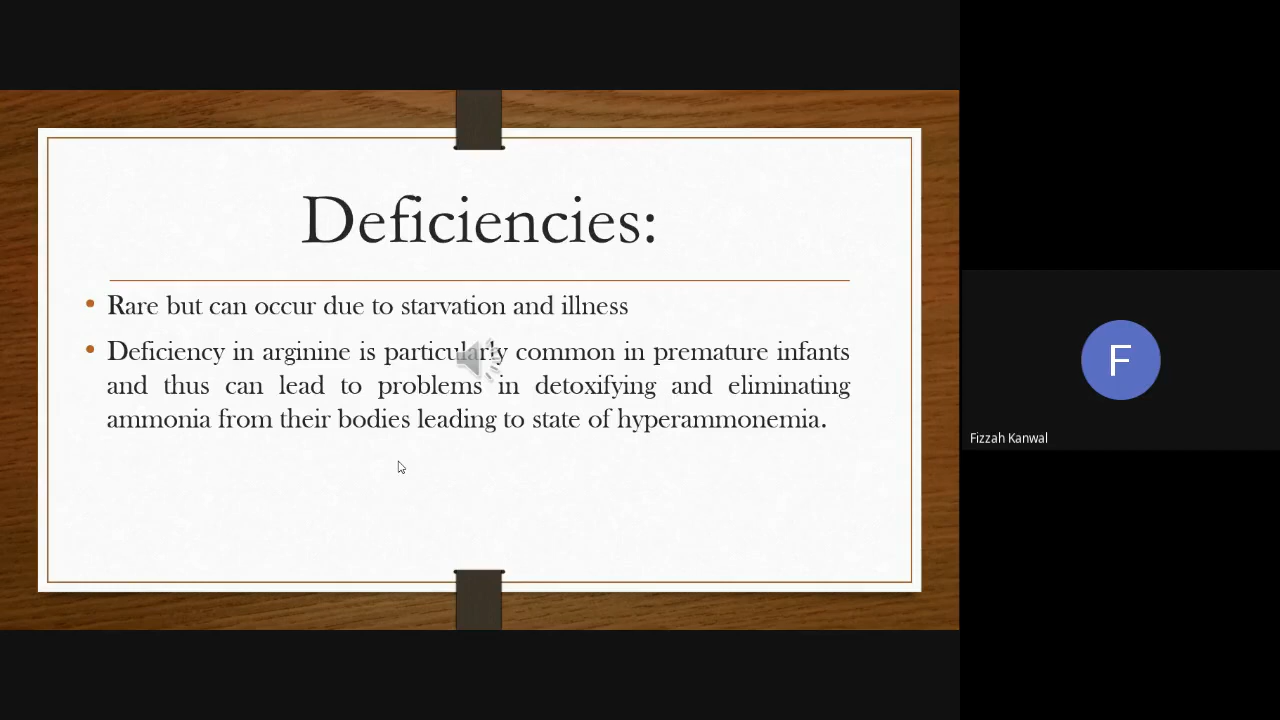 Deficiencies:
• Rare but can occur due to starvation and illness
• Deficiency in arginine is particularly common in premature infants
and thus can lead to problems in detoxifying and eliminating
ammonia from their bodies leading to state of hyperammonemia.
F
Fizzah Kanwal